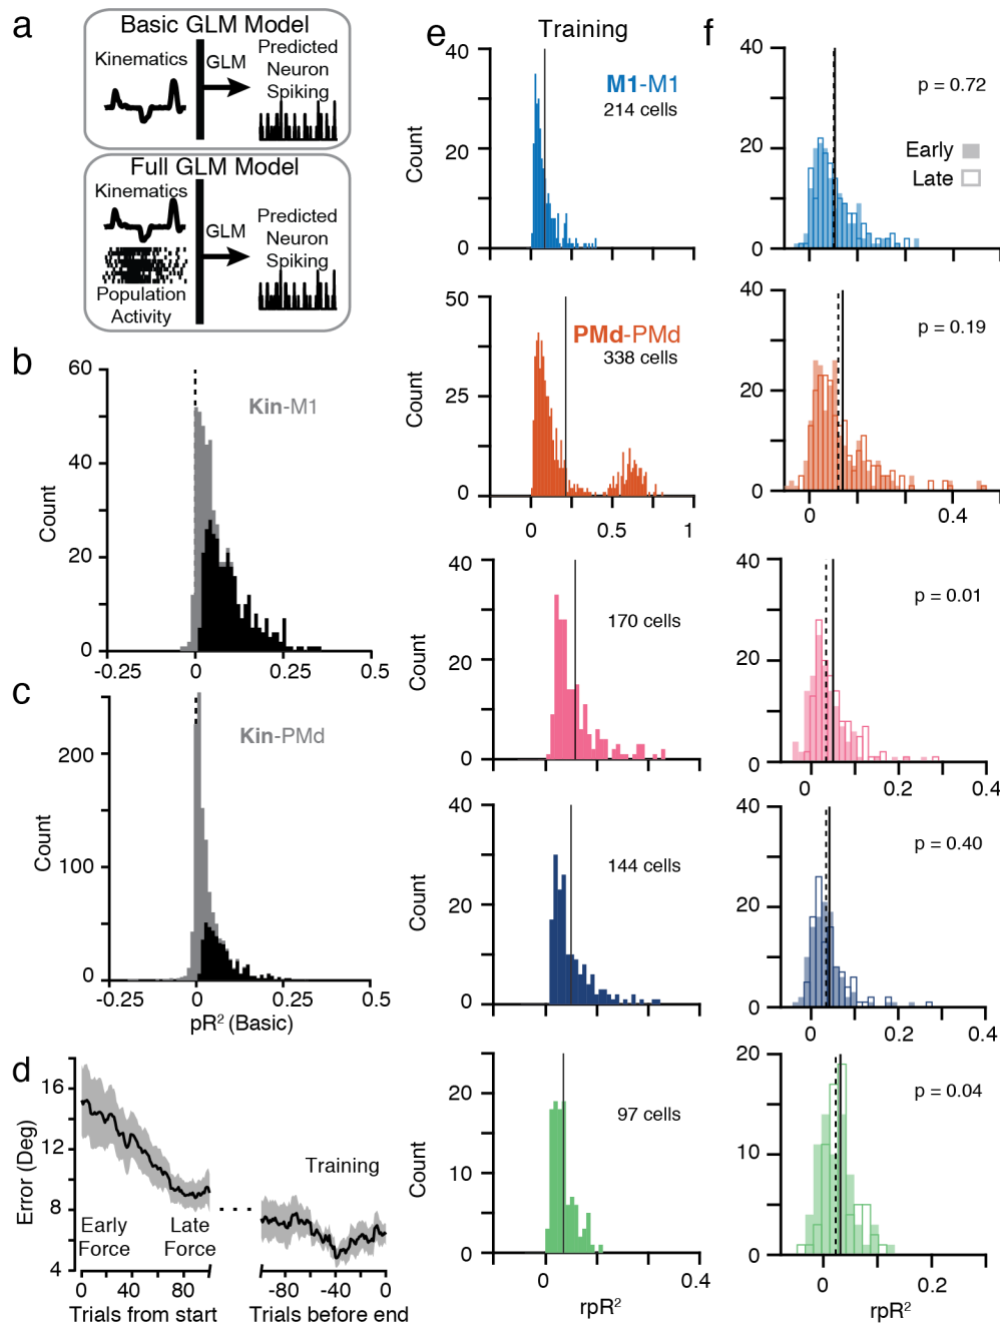 a
Basic GLM Model
Kinematics
GLM
Predicted
Neuron
Spiking
Full GLM Model
Kinematics
GLM
Predicted
Neuron
Spiking
Population
Activity
b
60
40
20
0
Count
Kin-M1
-0.25
0
0.25
0.5
c
200
100
0
Count
Kin-PMd
-0.25
0
0.25
0.5
pR² (Basic)
d
16
12
8
4
Error (Deg)
Early
Force
Late
Force
Training
0
40
80
-80
-40
0
Trials from start
Trials before end
e
Training
40
20
0
Count
M1-M1
214 cells
50
25
0
Count
PMd-PMd
338 cells
0
0.5
1
40
20
0
Count
170 cells
40
20
0
Count
144 cells
20
10
0
Count
97 cells
0
0.4
rpR²
f
40
20
0
p = 0.72
Early
Late
40
20
0
p = 0.19
0
0.4
40
20
0
p = 0.01
0
0.2
0.4
40
20
0
p = 0.40
0
0.2
0.4
20
10
0
p = 0.04
0
0.2
rpR²